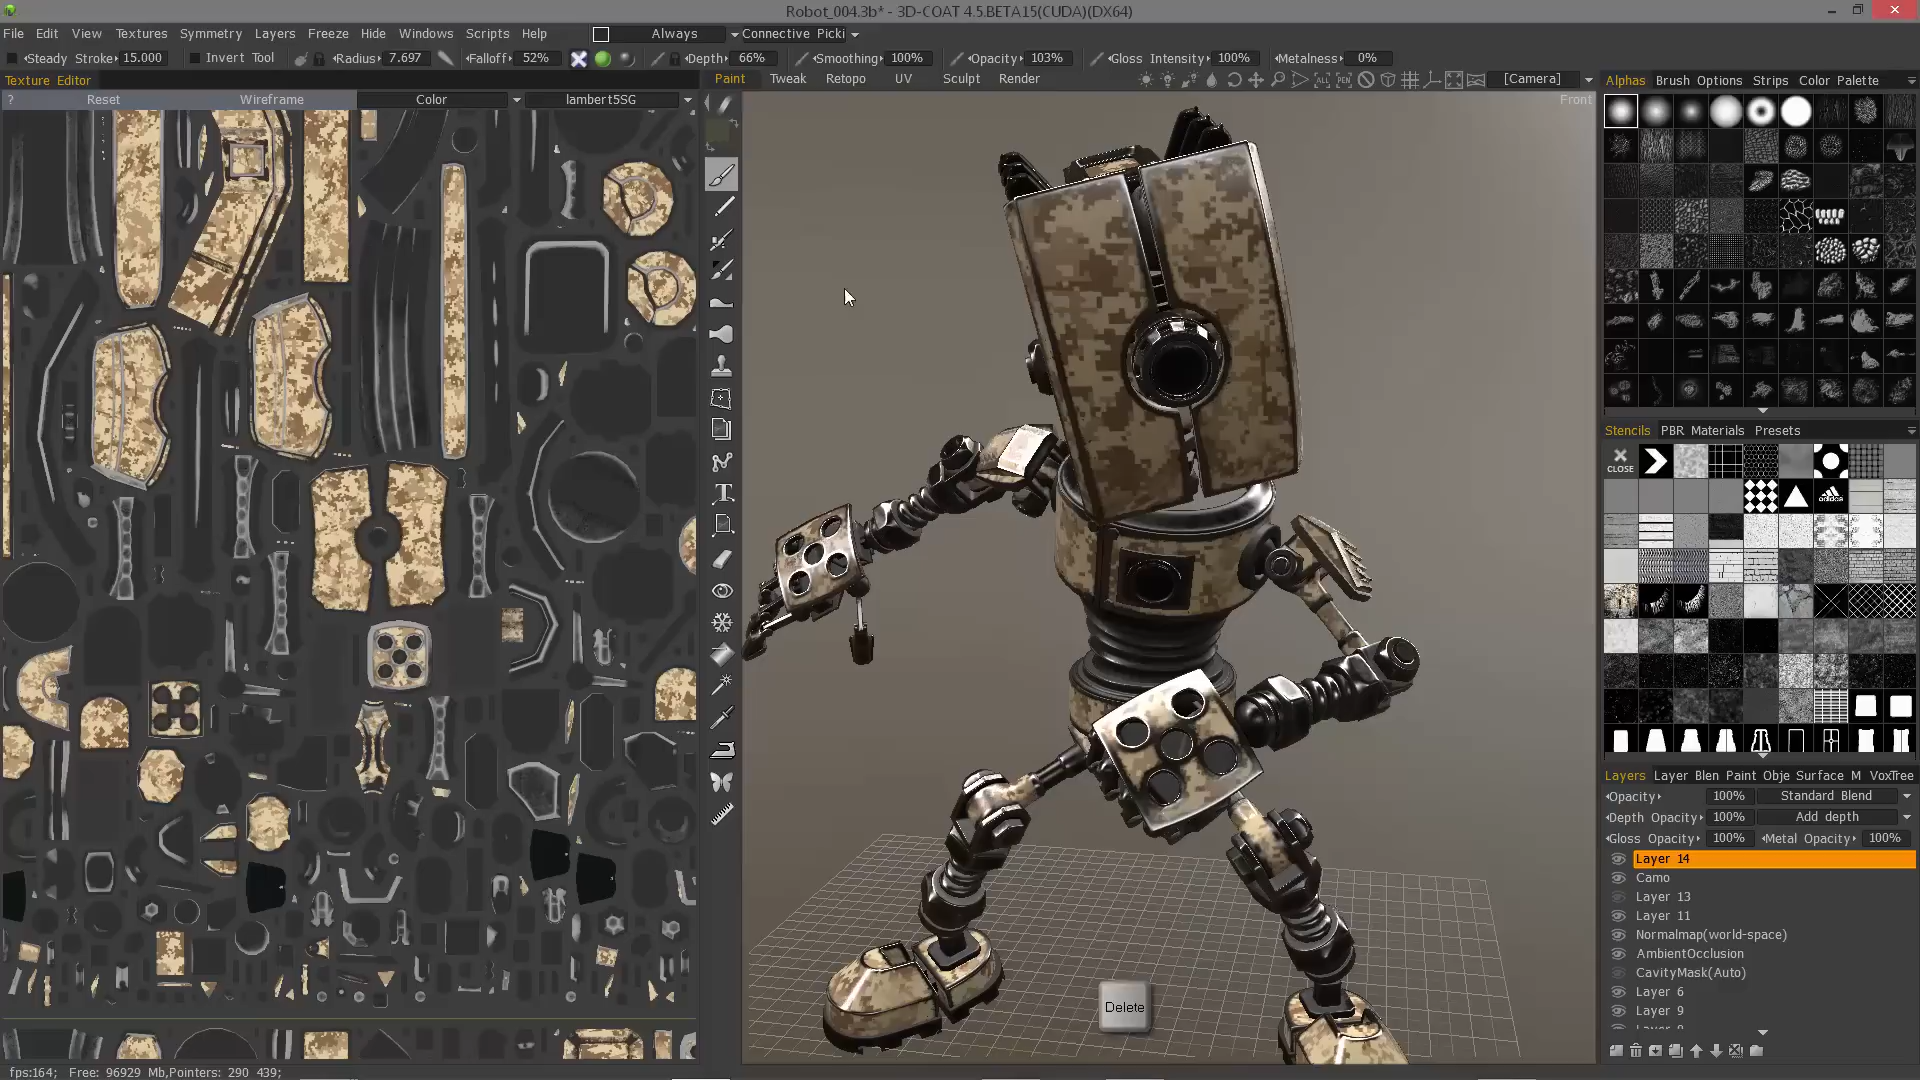 Robot_004.3b* - 3D-COAT 4.5.BETA15(CUDA)(DX64)
File Edit View Textures Symmetry Layers Freeze Hide Windows Scripts Help Always Connective Picki
Steady Stroke 15.000 Invert Tool Radius 7.697 Falloff 52% Depth 66% Smoothing 100% Opacity 103% Gloss Intensity 100% Metalness 0%
Texture Editor
Paint Tweak Retopo UV Sculpt Render [Camera]
Alphas Brush Options Strips Color Palette
? Reset Wireframe Color lambert5SG
Front
ALL PEN
Stencils PBR Materials Presets
CLOSE
adidas
Layers Layer Blen Paint Obje Surface M VoxTree
Opacity 100% Standard Blend
Depth Opacity 100% Add depth
Gloss Opacity 100% Metal Opacity 100%
Layer 14
Camo
Layer 13
Layer 11
Normalmap(world-space)
AmbientOcclusion
CavityMask(Auto)
Layer 6
Layer 9
Delete
fps:164; Free: 96929 Mb,Pointers: 290 439;